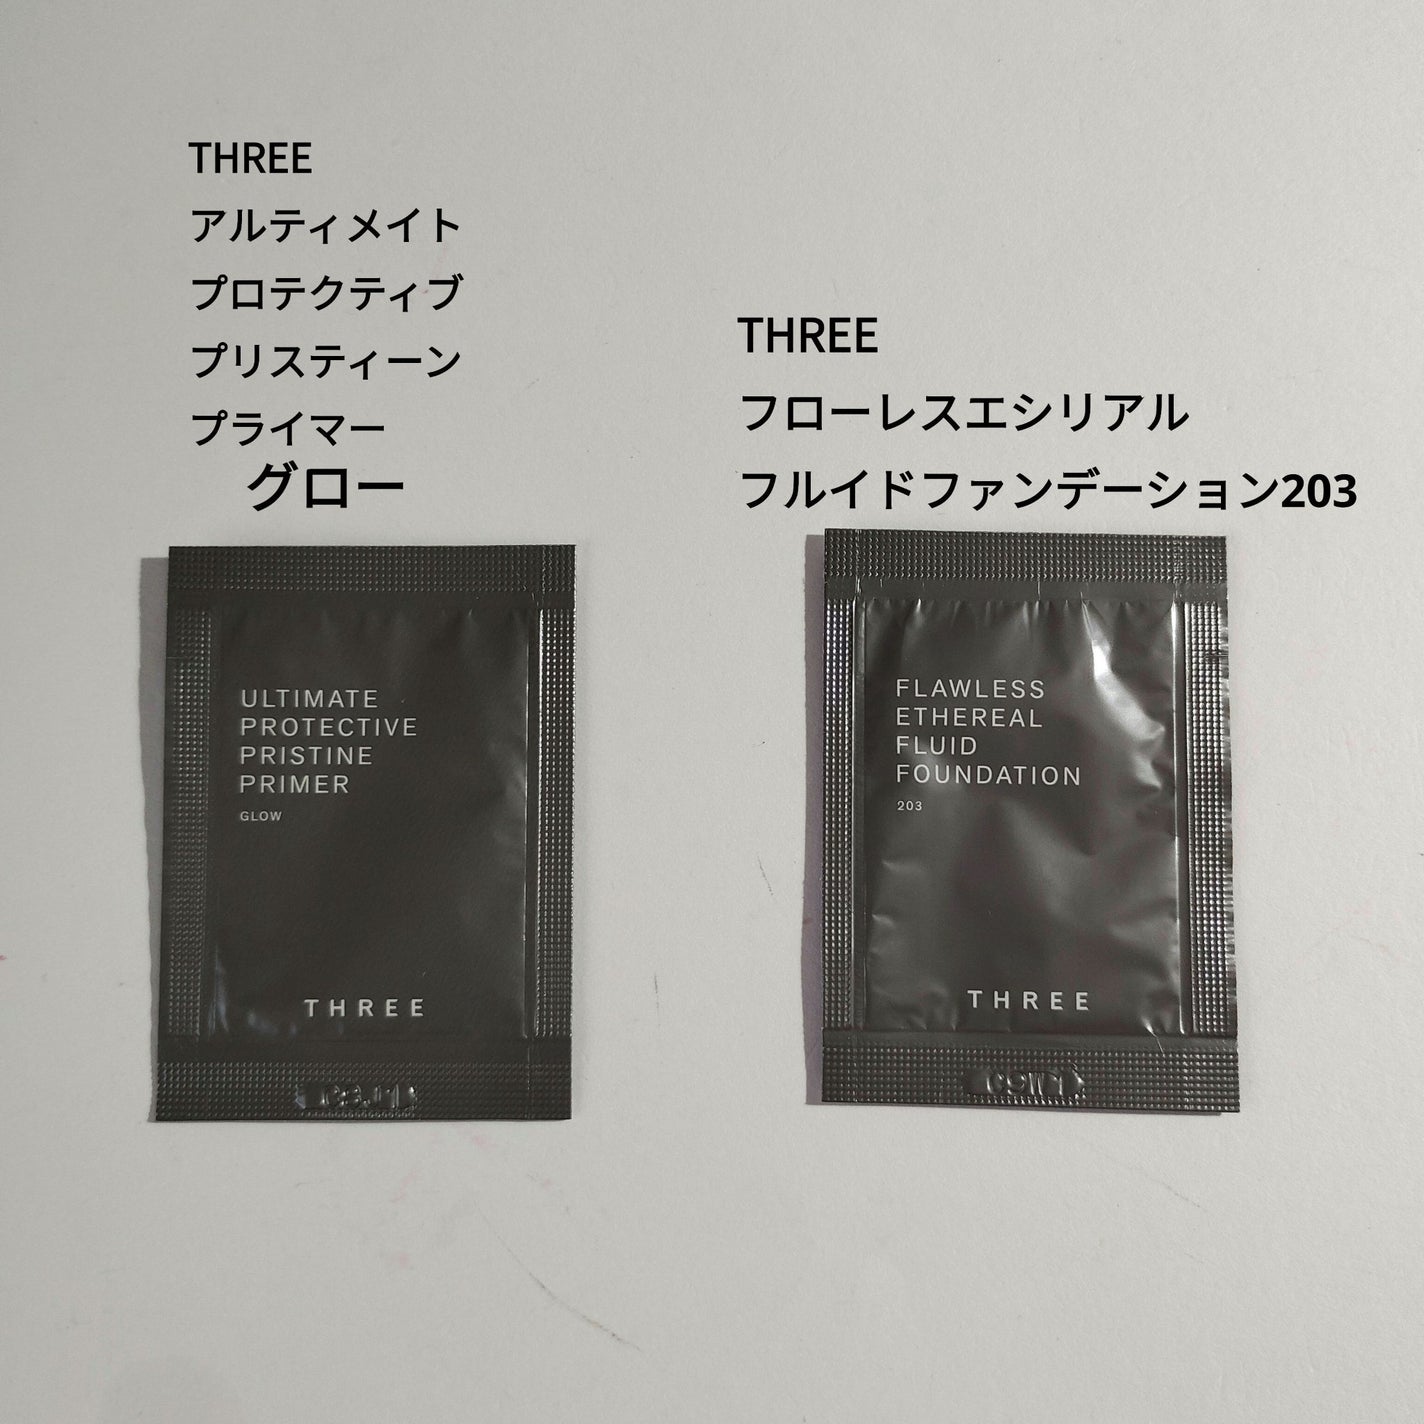 THREE
アルティメイト
プロテクティブ
プリスティーン
プライマー
グロー
THREE
フローレスエシリアル
フルイドファンデーション203
ULTIMATE
PROTECTIVE
PRISTINE
PRIMER
GLOW
THREE
FLAWLESS
ETHEREAL
FLUID
FOUNDATION
203
THREE